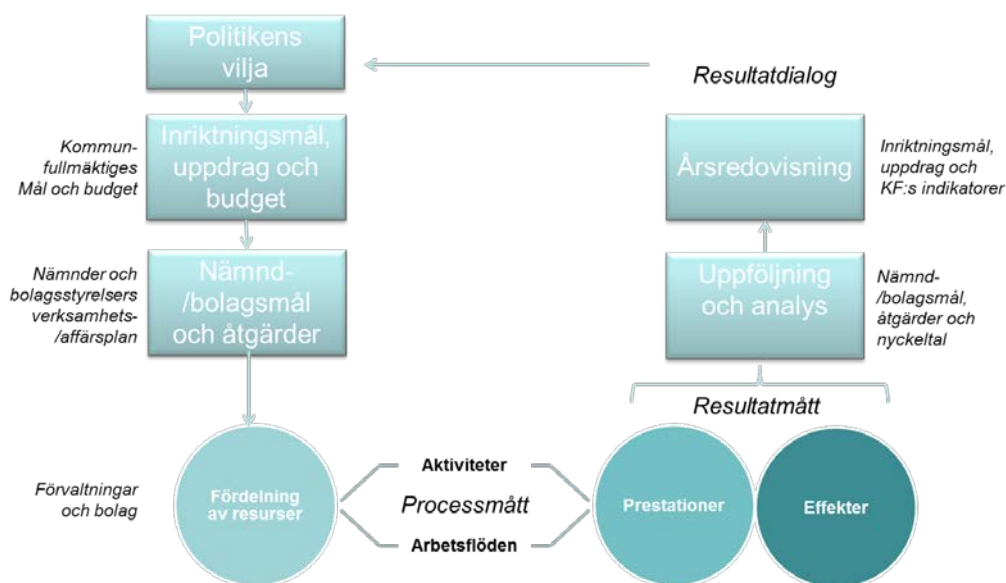 Politikens
vilja
Resultatdialog
Kommun-
fullmäktiges
Mål och budget
Inriktningsmål,
uppdrag och
budget
Årsredovisning
Inriktningsmål,
uppdrag och
KF:s indikatorer
Nämnder och
bolagsstyrelsers
verksamhets-
/affärsplan
Nämnd-
/bolagsmål
och åtgärder
Uppföljning
och analys
Nämnd-
/bolagsmål,
åtgärder och
nyckeltal
Resultatmått
Förvaltningar
och bolag
Fördelning
av resurser
Aktiviteter
Processmått
Arbetsflöden
Prestationer
Effekter